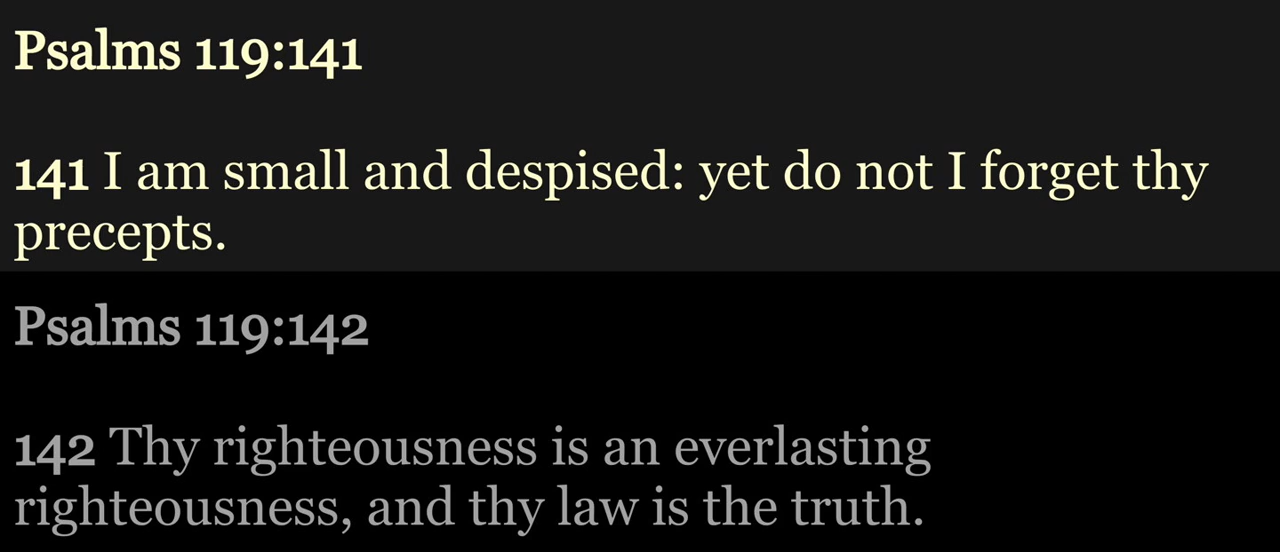 Psalms 119:141
141 I am small and despised: yet do not I forget thy
precepts.
Psalms 119:142
142 Thy righteousness is an everlasting
righteousness, and thy law is the truth.